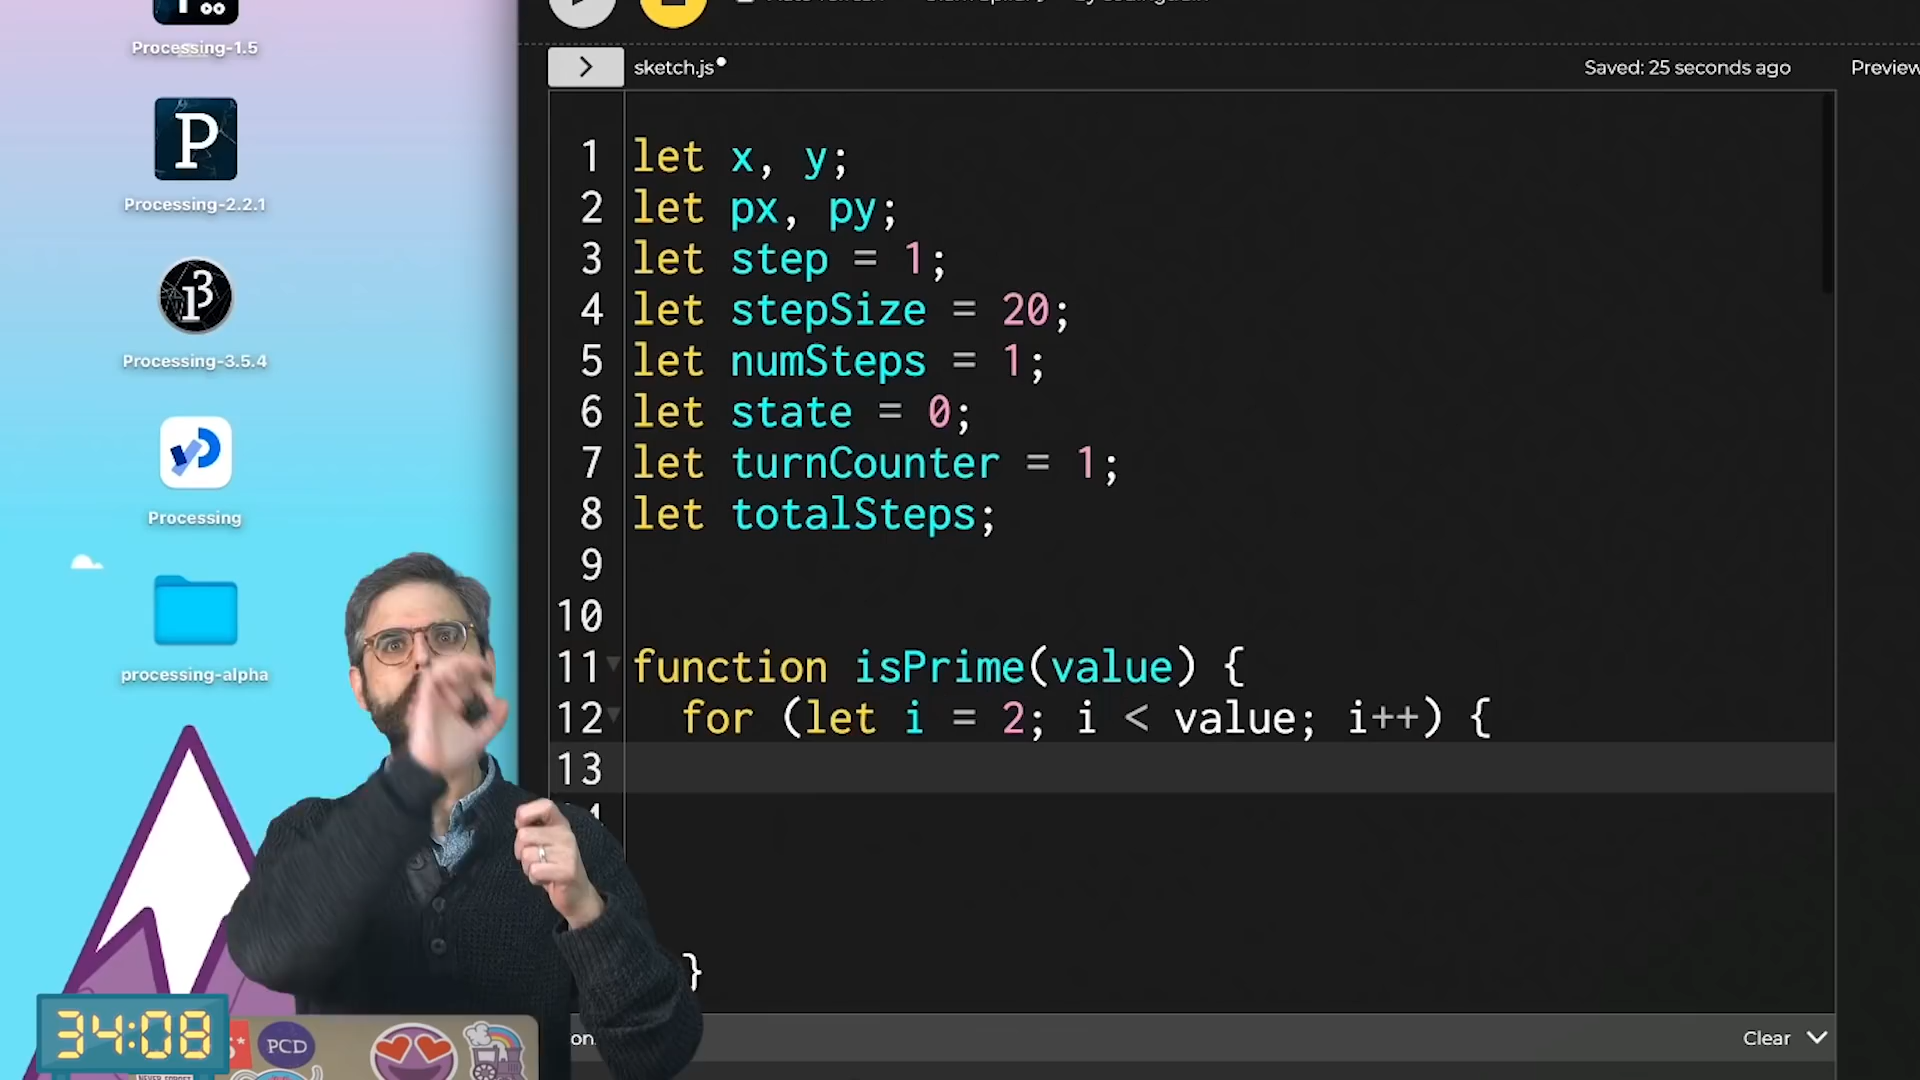 Processing-1.5
P
Processing-2.2.1
Processing-3.5.4
Processing
processing-alpha
sketch.js
Saved: 25 seconds ago
Preview
1 let x, y;
2 let px, py;
3 let step = 1;
4 let stepSize = 20;
5 let numSteps = 1;
6 let state = 0;
7 let turnCounter = 1;
8 let totalSteps;
9
10
11 function isPrime(value) {
12 for (let i = 2; i < value; i++) {
13
}
Clear
34:08
PCD
NEVER FORGET